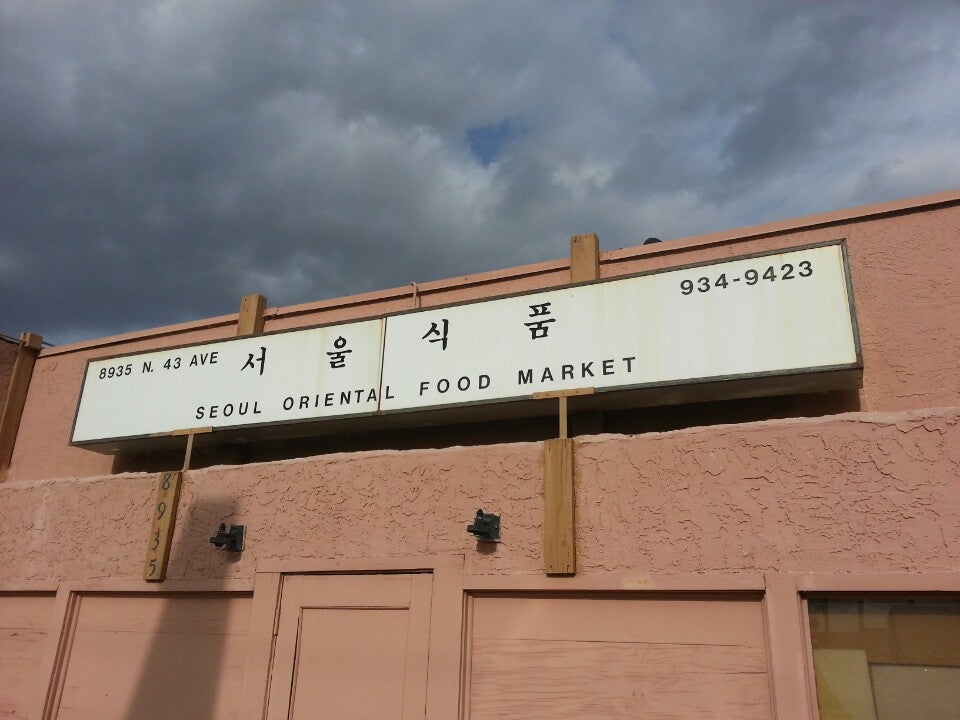 8935 N. 43 AVE
서울식품
934-9423
SEOUL ORIENTAL FOOD MARKET
8935